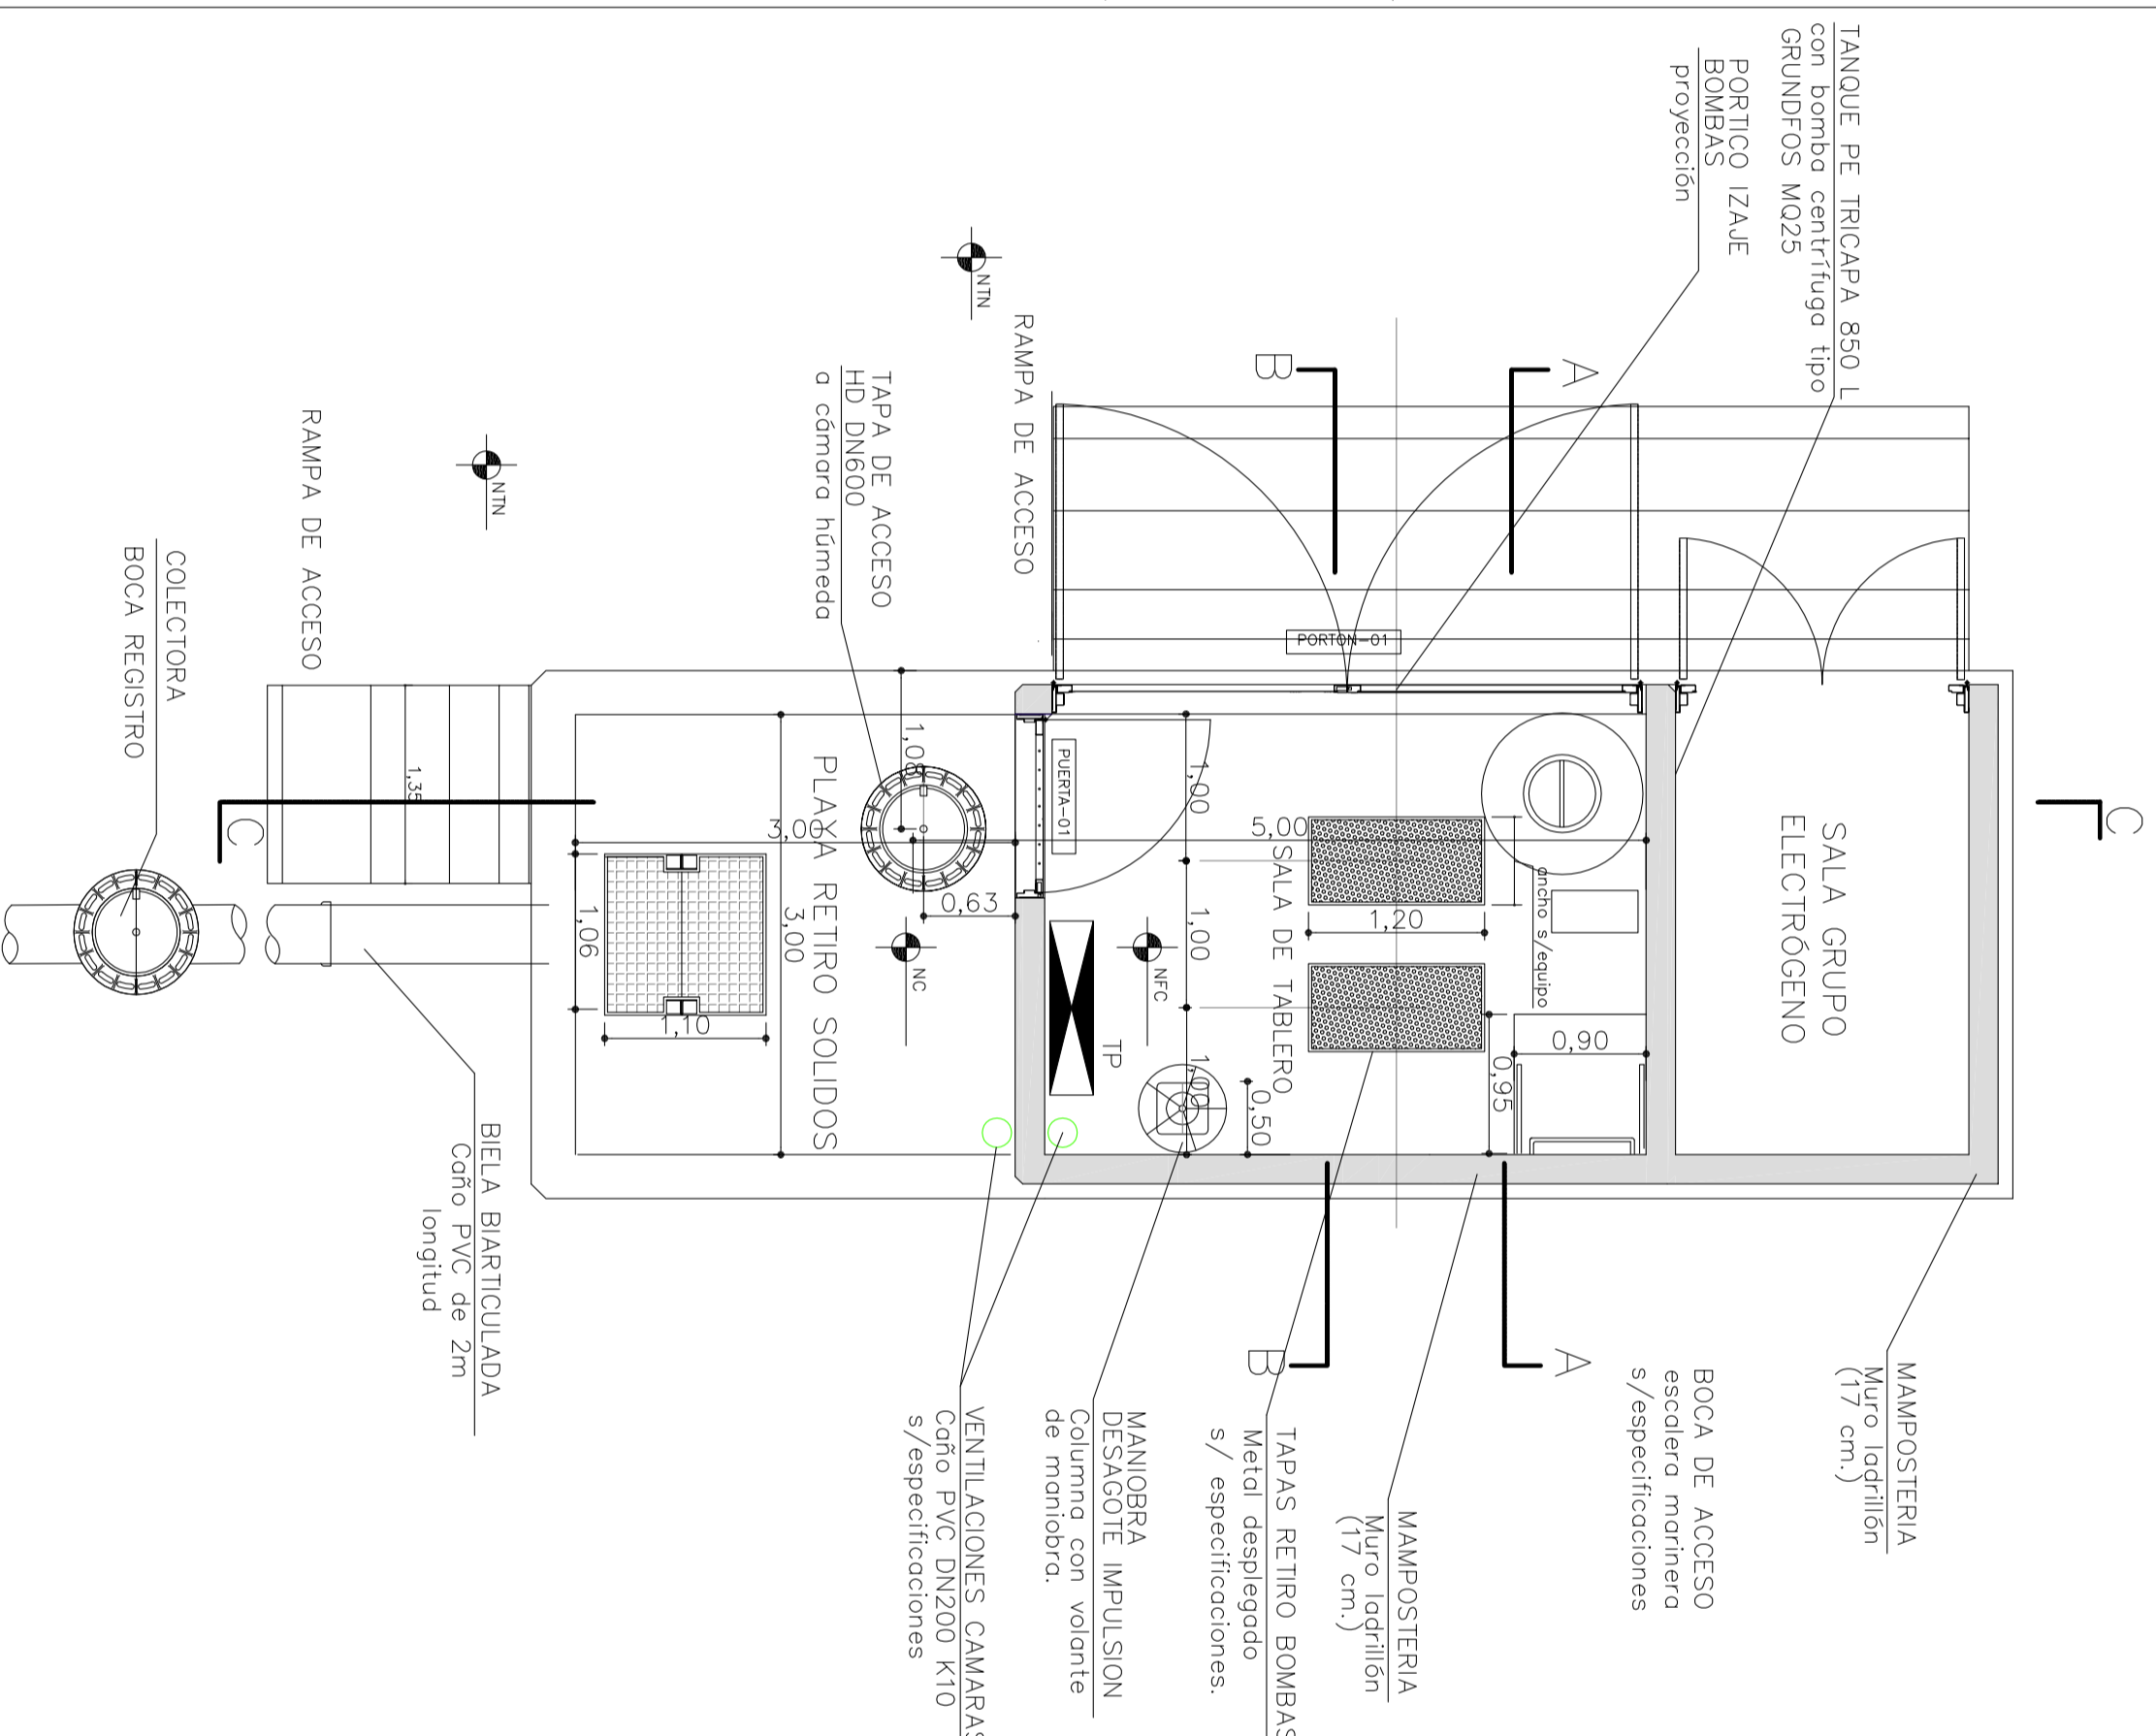 TANQUE PE TRICAPA 850 L
con bomba centrífuga tipo
GRUNDFOS MQ25
PORTICO IZAJE
BOMBAS
proyección
NTN
RAMPA DE ACCESO
TAPA DE ACCESO
HD DN600
a cámara húmeda
NTN
RAMPA DE ACCESO
COLECTORA
BOCA REGISTRO
A
B
PORTON-01
C
C
SALA GRUPO
ELECTRÓGENO
ancho s/equipo
0,90
0,95
1,20
5,00
SALA DE TABLERO
0,50
1,00
1,00
1,00
NFC
TP
PUERTA-01
1,08
0,63
NC
PLAYA RETIRO SOLIDOS
3,00
3,00
1,10
1,06
1,35
A
B
MAMPOSTERIA
Muro ladrillón
(17 cm.)
BOCA DE ACCESO
escalera marinera
s/especificaciones
MAMPOSTERIA
Muro ladrillón
(17 cm.)
TAPAS RETIRO BOMBAS
Metal desplegado
s/ especificaciones.
MANIOBRA
DESAGOTE IMPULSION
Columna con volante
de maniobra.
VENTILACIONES CAMARAS
Caño PVC DN200 K10
s/especificaciones
BIELA BIARTICULADA
Caño PVC de 2m
longitud